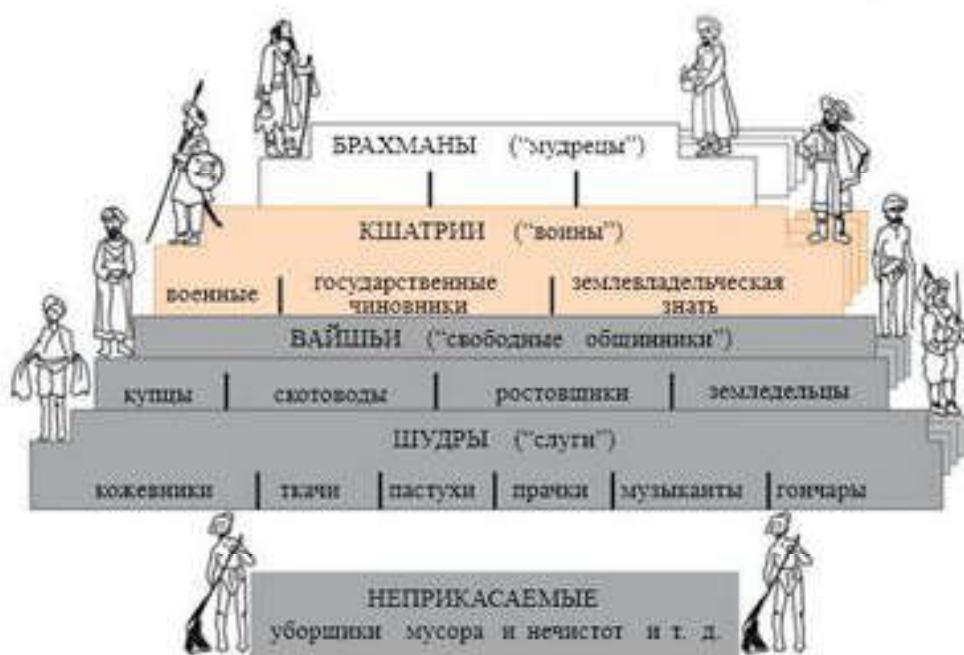 БРАХМАНЫ ("мудрецы")
КШАТРИИ ("воины")
военные
государственные
чиновники
землевладельческая
знать
ВАЙШЬИ ("свободные общинники")
купцы скотоводы ростовщики земледельцы
ШУДРЫ ("слуги")
кожевники ткачи пастухи прачки музыканты гончары
НЕПРИКАСАЕМЫЕ
уборщики мусора и нечистот и т. д.